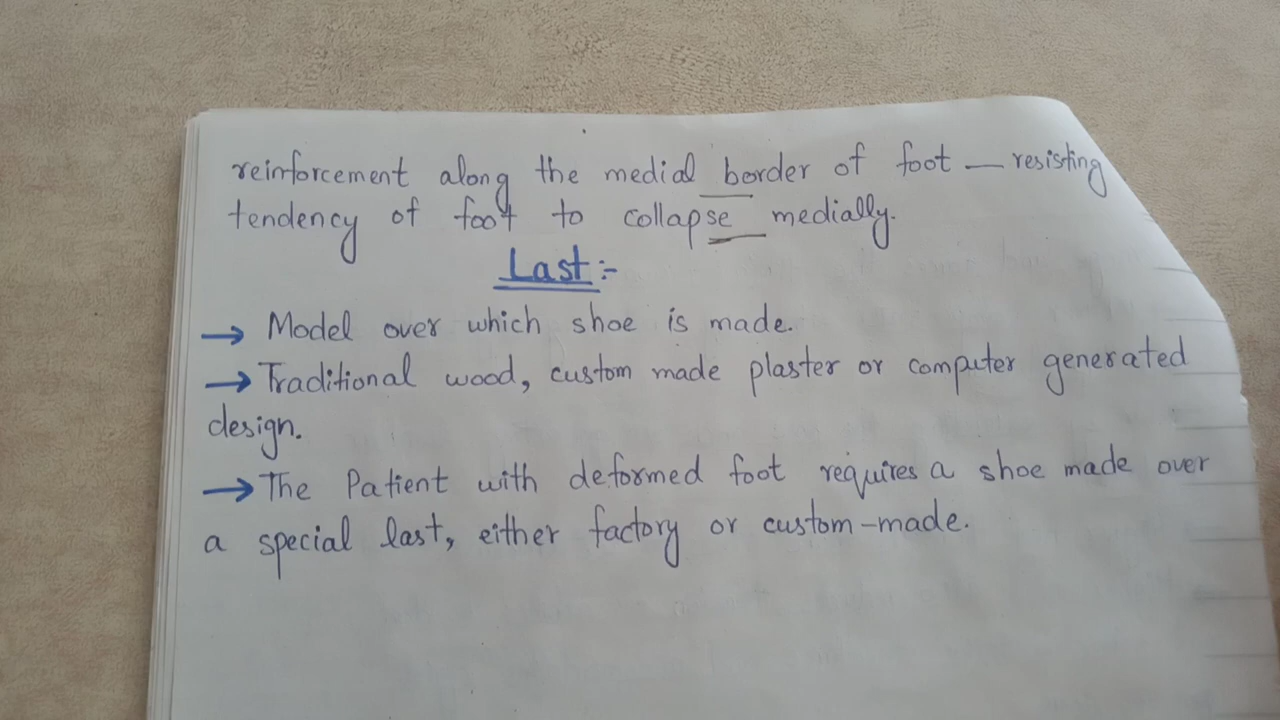 reinforcement along the medial border of foot — resisting
tendency of foot to collapse medially.
Last :-
→ Model over which shoe is made.
→ Traditional wood, custom made plaster or computer generated
design.
→ The Patient with deformed foot requires a shoe made over
a special last, either factory or custom-made.